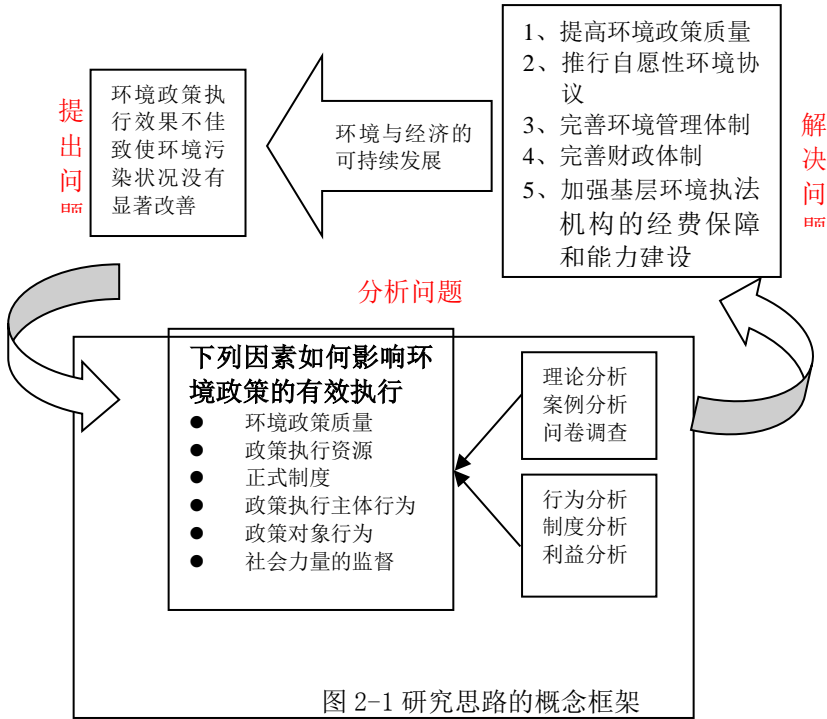 提
出
问
题
环境政策执
行效果不佳
致使环境污
染状况没有
显著改善
环境与经济的
可持续发展
1、提高环境政策质量
2、推行自愿性环境协
议
3、完善环境管理体制
4、完善财政体制
5、加强基层环境执法
机构的经费保障
和能力建设
解
决
问
题
分析问题
下列因素如何影响环
境政策的有效执行
● 环境政策质量
● 政策执行资源
● 正式制度
● 政策执行主体行为
● 政策对象行为
● 社会力量的监督
理论分析
案例分析
问卷调查
行为分析
制度分析
利益分析
图 2-1 研究思路的概念框架